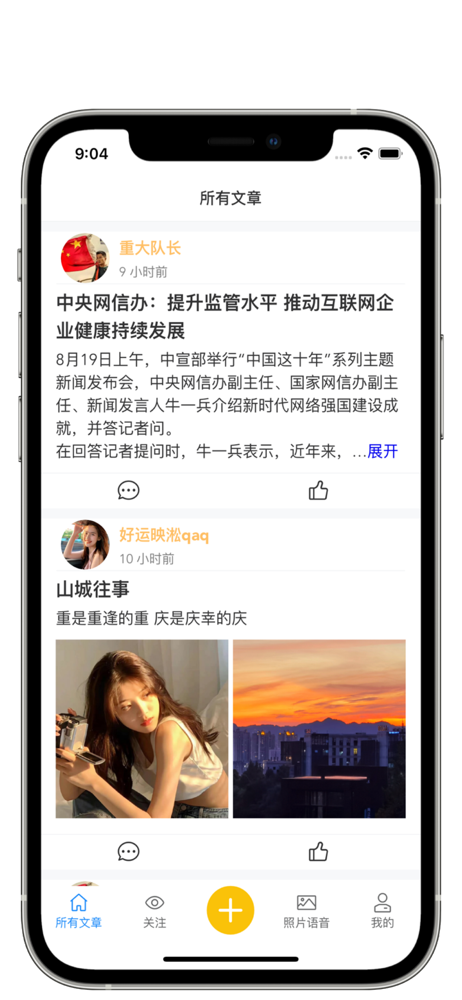 9:04
所有文章
重大队长
9 小时前
中央网信办：提升监管水平 推动互联网企
业健康持续发展
8月19日上午，中宣部举行“中国这十年”系列主题
新闻发布会，中央网信办副主任、国家网信办副主
任、新闻发言人牛一兵介绍新时代网络强国建设成
就，并答记者问。
在回答记者提问时，牛一兵表示，近年来，...展开
好运映淞qaq
10 小时前
山城往事
重是重逢的重 庆是庆幸的庆
所有文章
关注
照片语音
我的